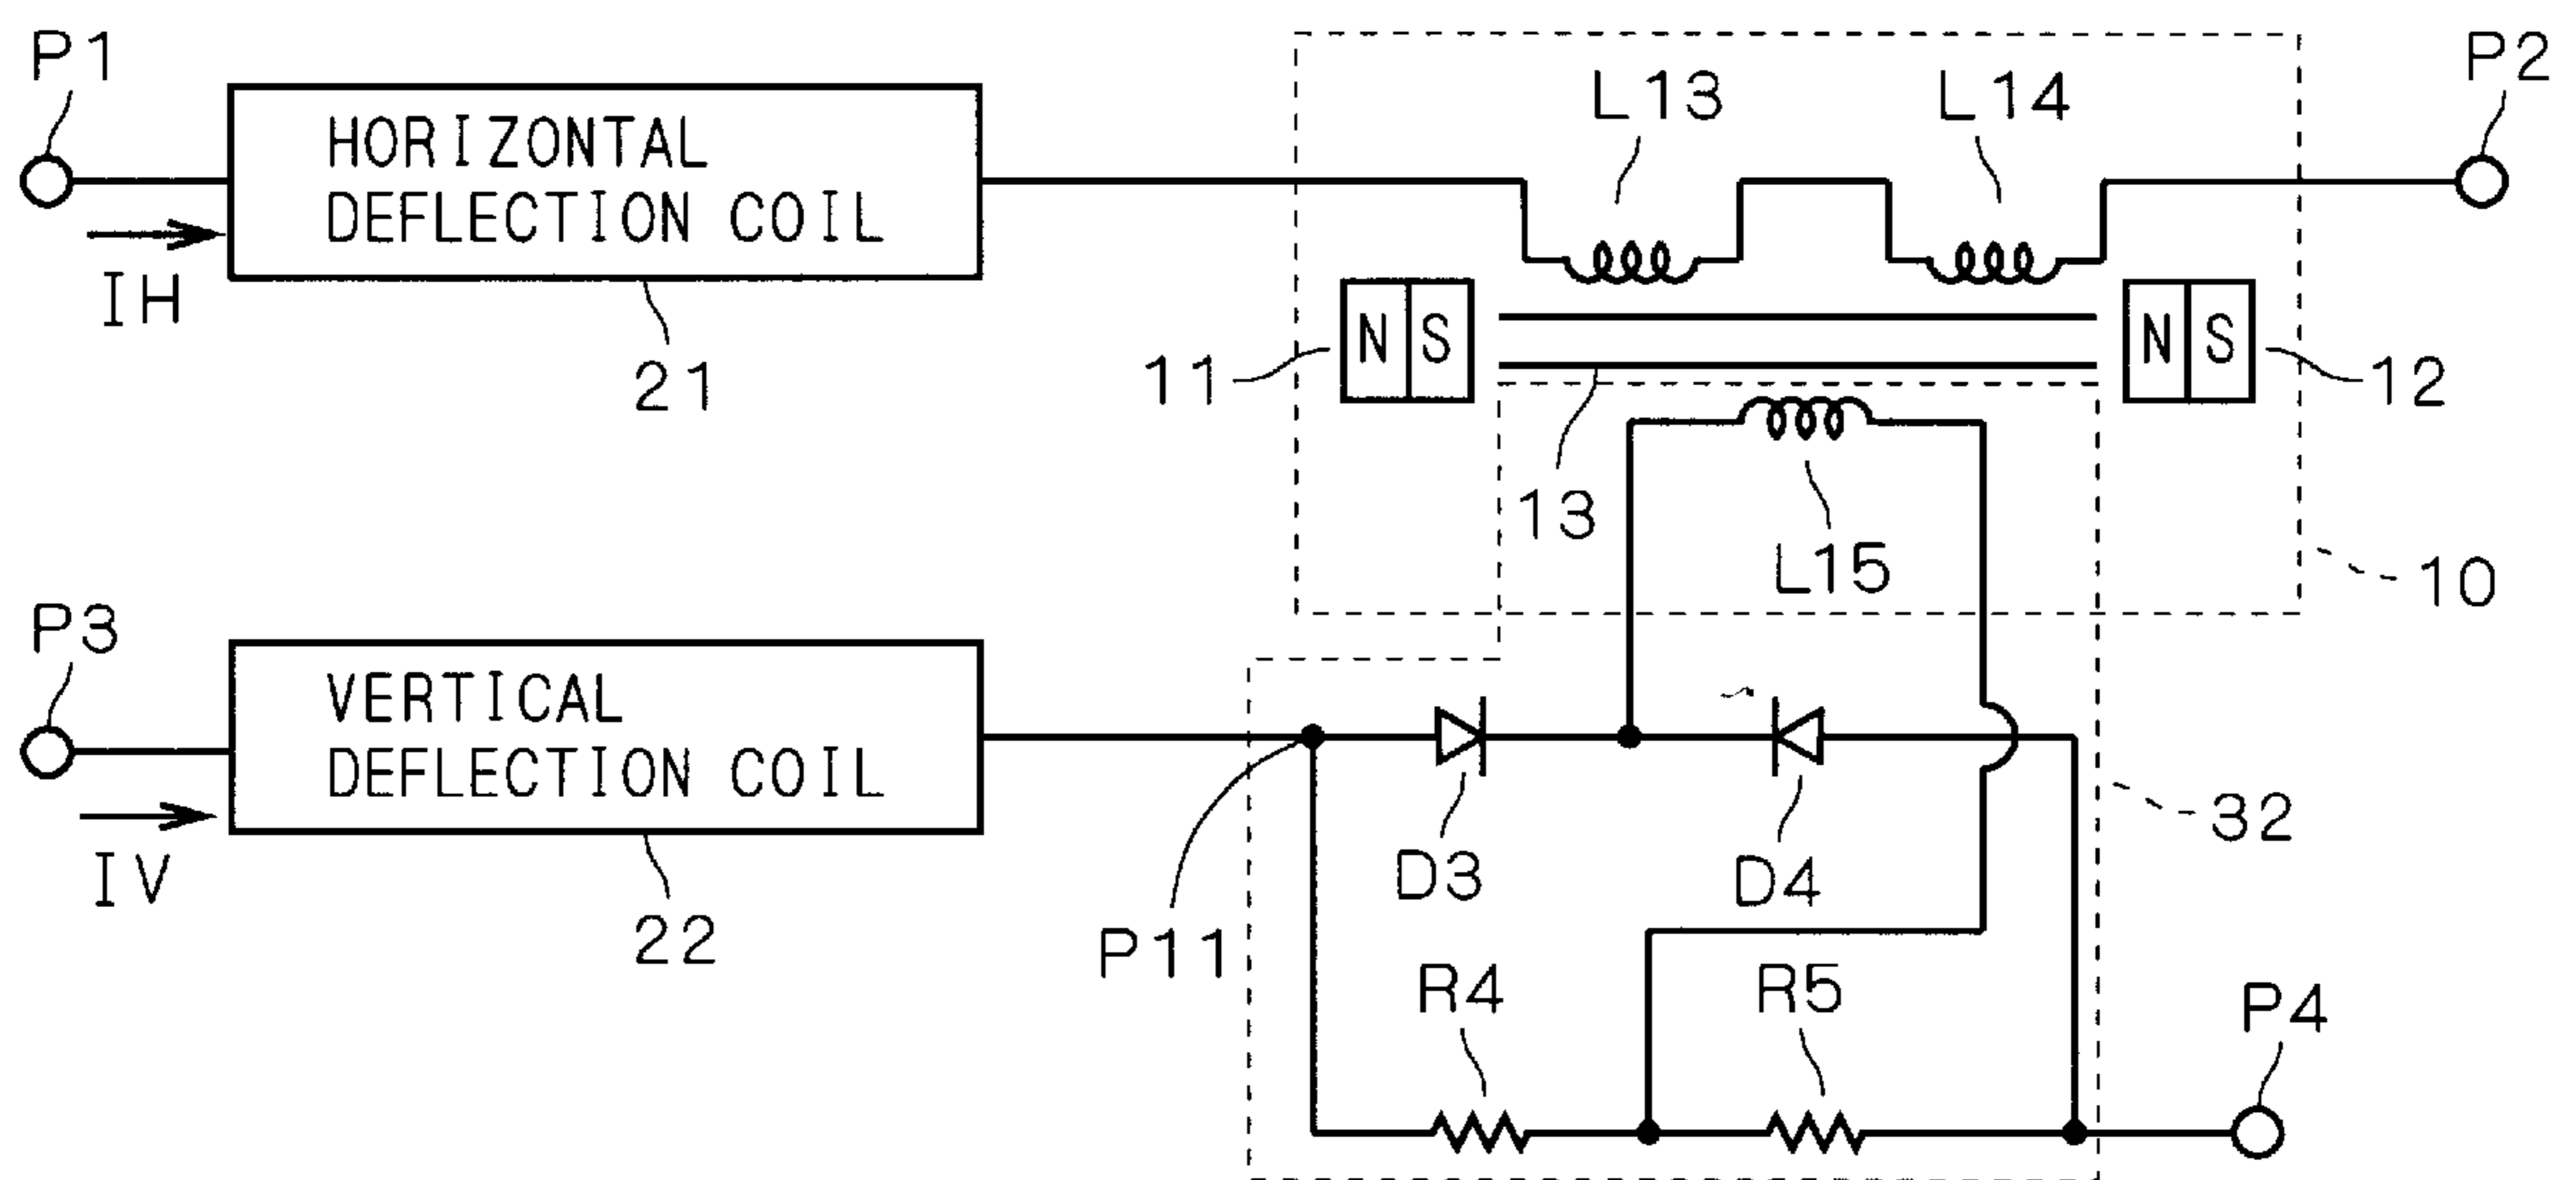 P1
P2
L13
L14
HORIZONTAL
DEFLECTION COIL
IH
21
11
N S
N S
12
13
L15
10
P3
VERTICAL
DEFLECTION COIL
IV
22
32
D3
D4
P11
R4
R5
P4